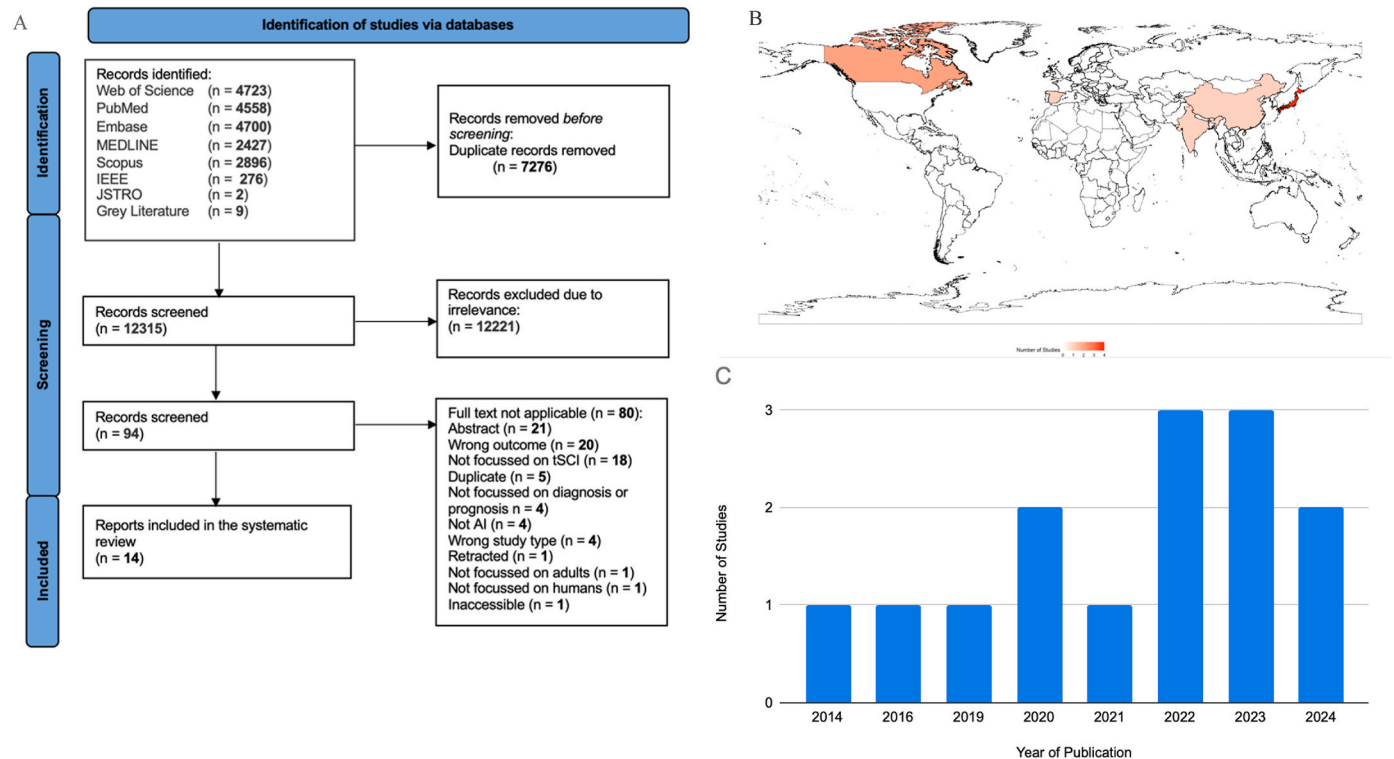 A
Identification of studies via databases
Identification
Records identified:
Web of Science (n = 4723)
PubMed (n = 4558)
Embase (n = 4700)
MEDLINE (n = 2427)
Scopus (n = 2896)
IEEE (n = 276)
JSTRO (n = 2)
Grey Literature (n = 9)
Records removed before
screening:
Duplicate records removed
(n = 7276)
Screening
Records screened
(n = 12315)
Records excluded due to
irrelevance:
(n = 12221)
Records screened
(n = 94)
Full text not applicable (n = 80):
Abstract (n = 21)
Wrong outcome (n = 20)
Not focussed on tSCI (n = 18)
Duplicate (n = 5)
Not focussed on diagnosis or
prognosis n = 4)
Not AI (n = 4)
Wrong study type (n = 4)
Retracted (n = 1)
Not focussed on adults (n = 1)
Not focussed on humans (n = 1)
Inaccessible (n = 1)
Included
Reports included in the systematic
review
(n = 14)
B
Number of Studies
0 1 2 3 4
C
Number of Studies
3
2
1
0
2014 2016 2019 2020 2021 2022 2023 2024
Year of Publication